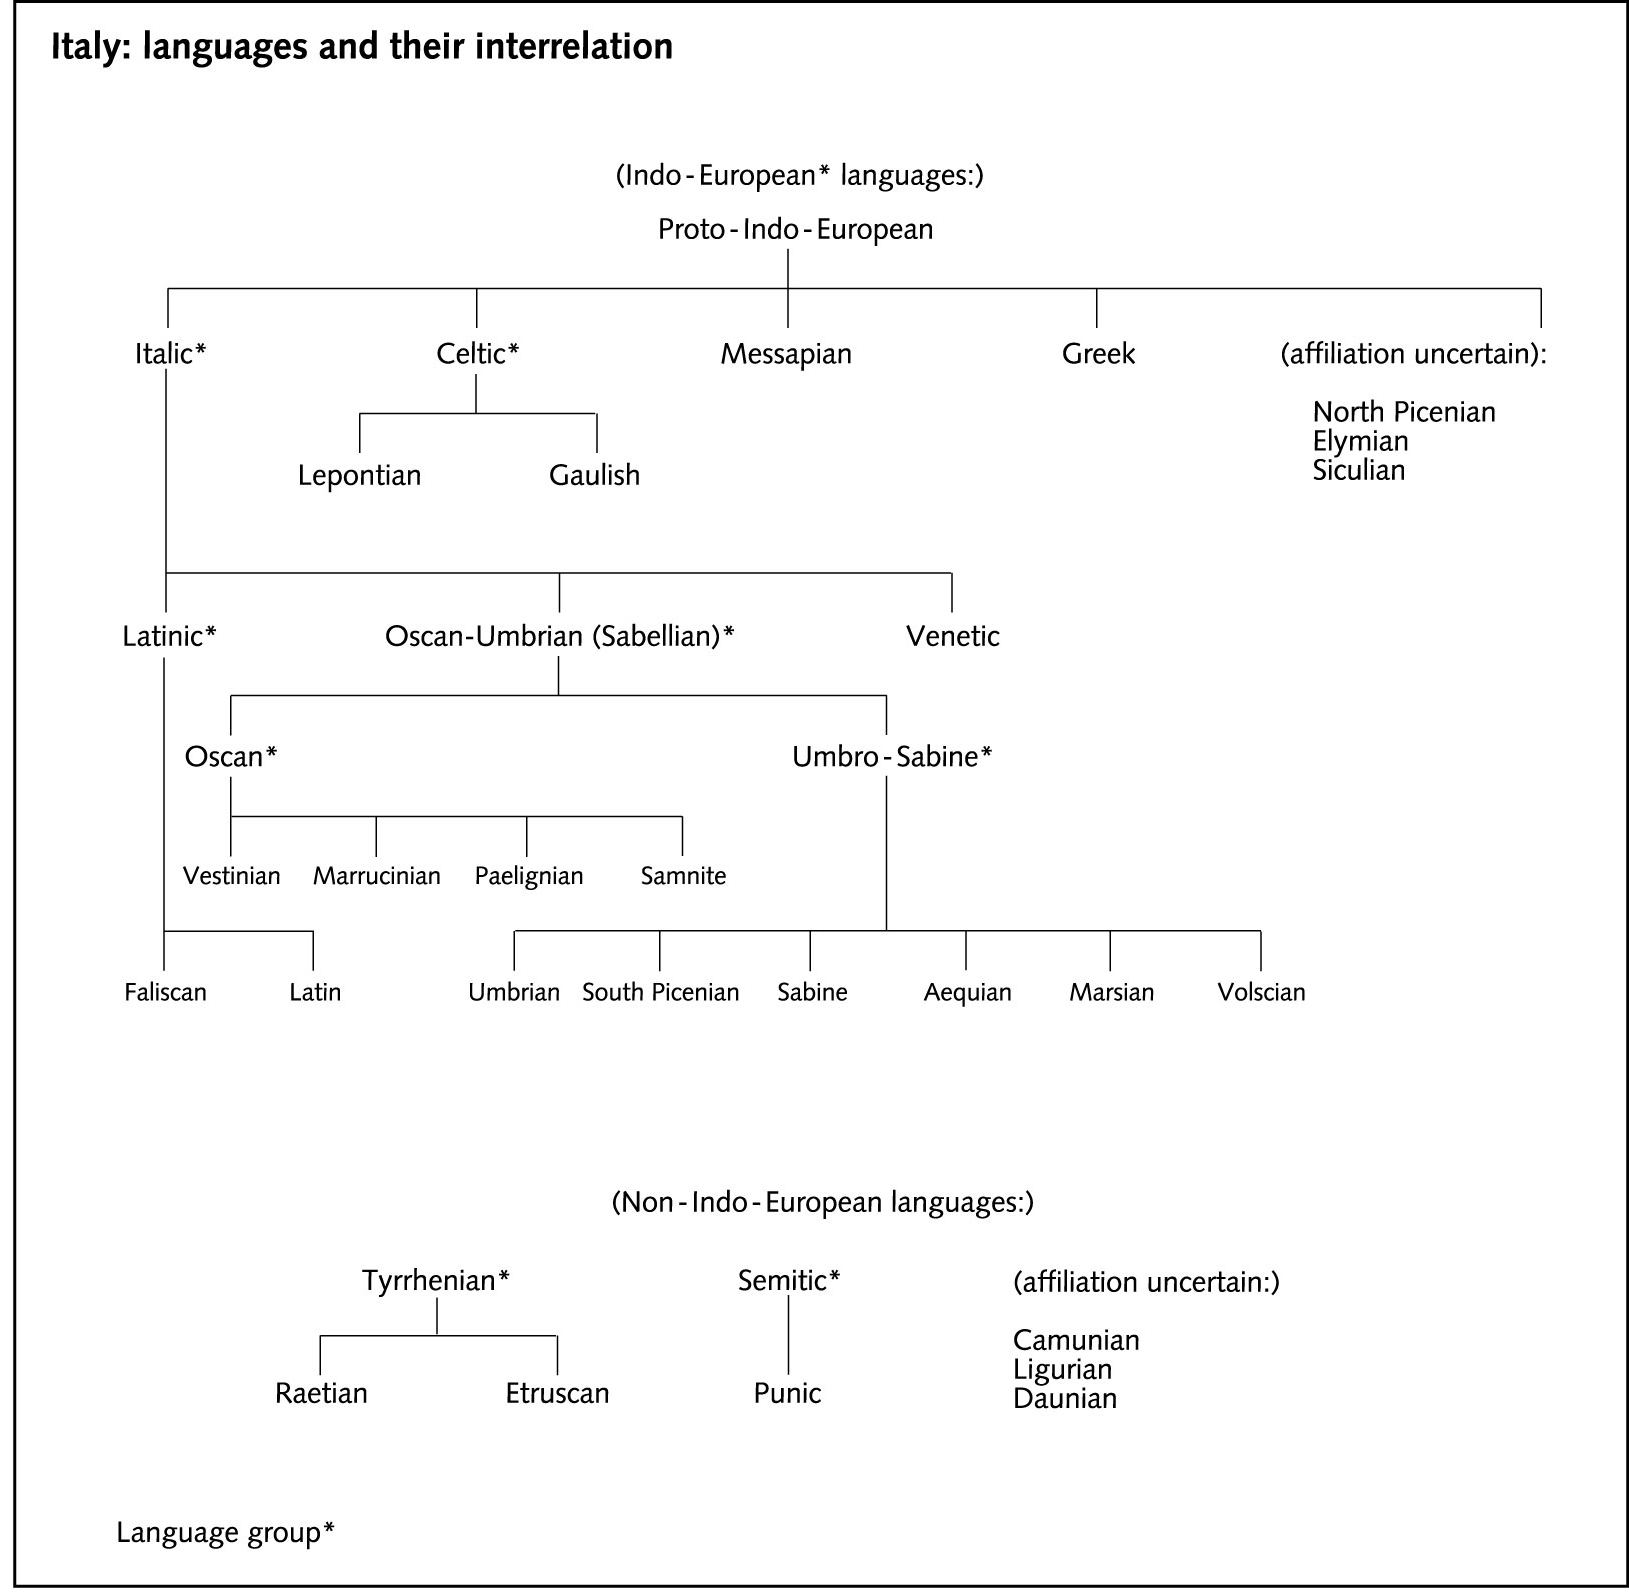 Italy: languages and their interrelation
(Indo-European* languages:)
Proto-Indo-European
Italic* Celtic* Messapian Greek (affiliation uncertain):
North Picenian
Elymian
Siculian
Lepontian Gaulish
Latinic* Oscan-Umbrian (Sabellian)* Venetic
Oscan* Umbro-Sabine*
Vestinian Marrucinian Paelignian Samnite
Faliscan Latin Umbrian South Picenian Sabine Aequian Marsian Volscian
(Non-Indo-European languages:)
Tyrrhenian* Semitic* (affiliation uncertain:)
Camunian
Ligurian
Daunian
Raetian Etruscan Punic
Language group*